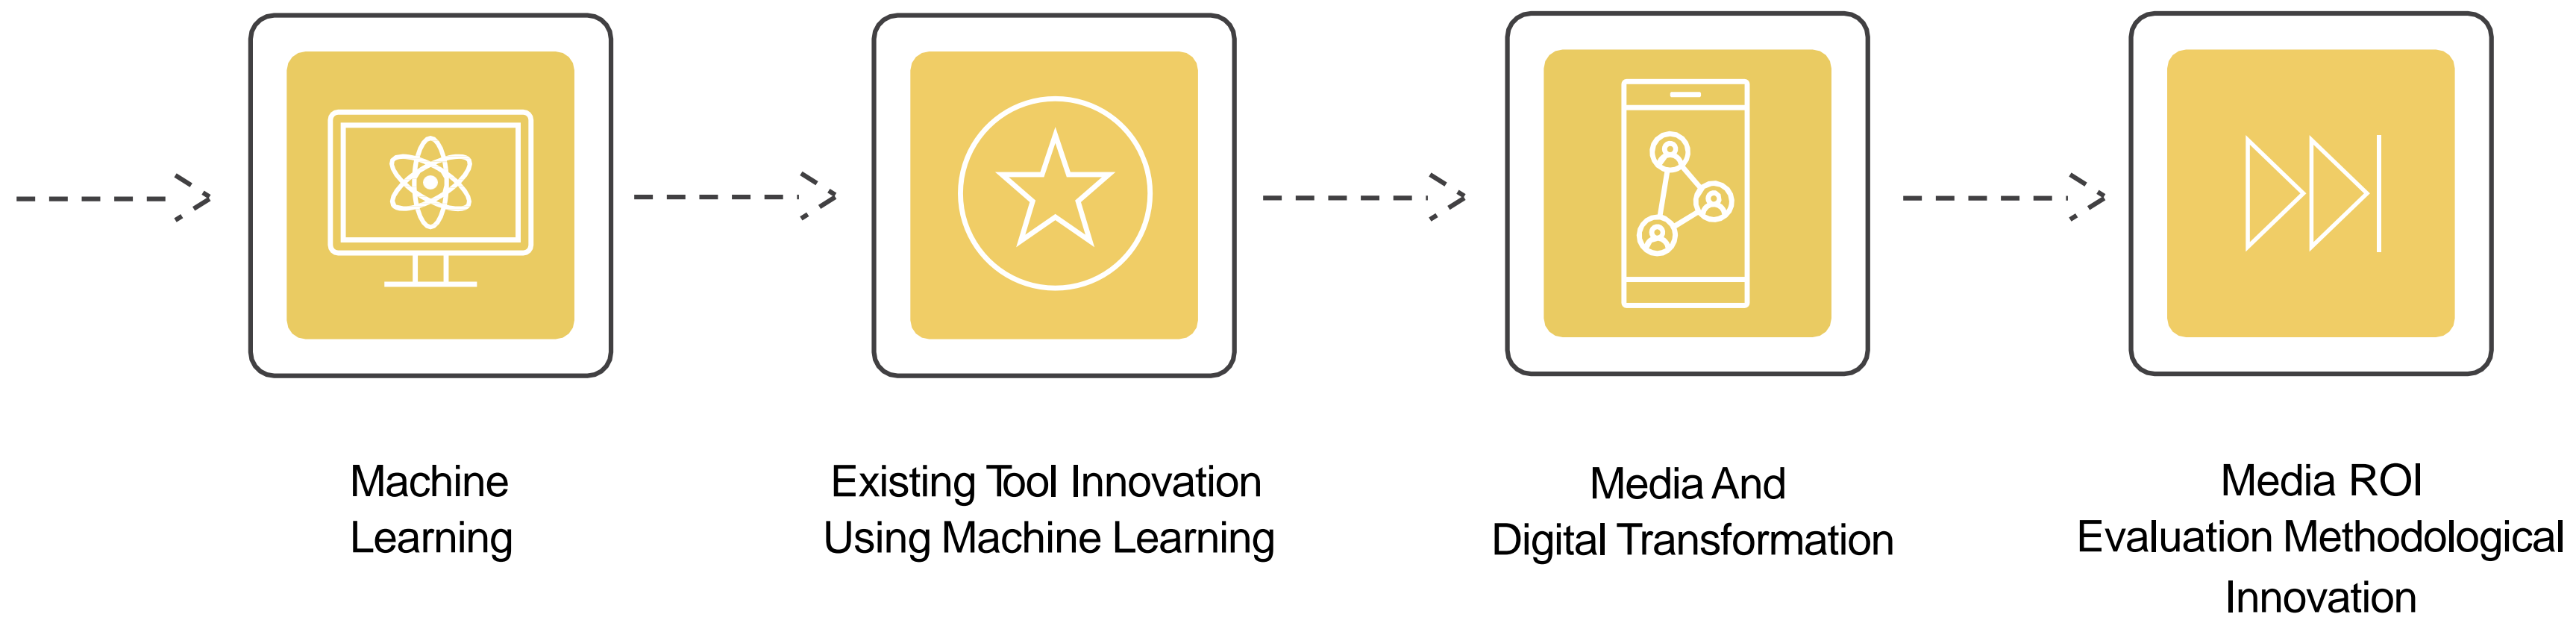 Machine
Learning
Existing Tool Innovation
Using Machine Learning
Media And
Digital Transformation
Media ROI
Evaluation Methodological
Innovation